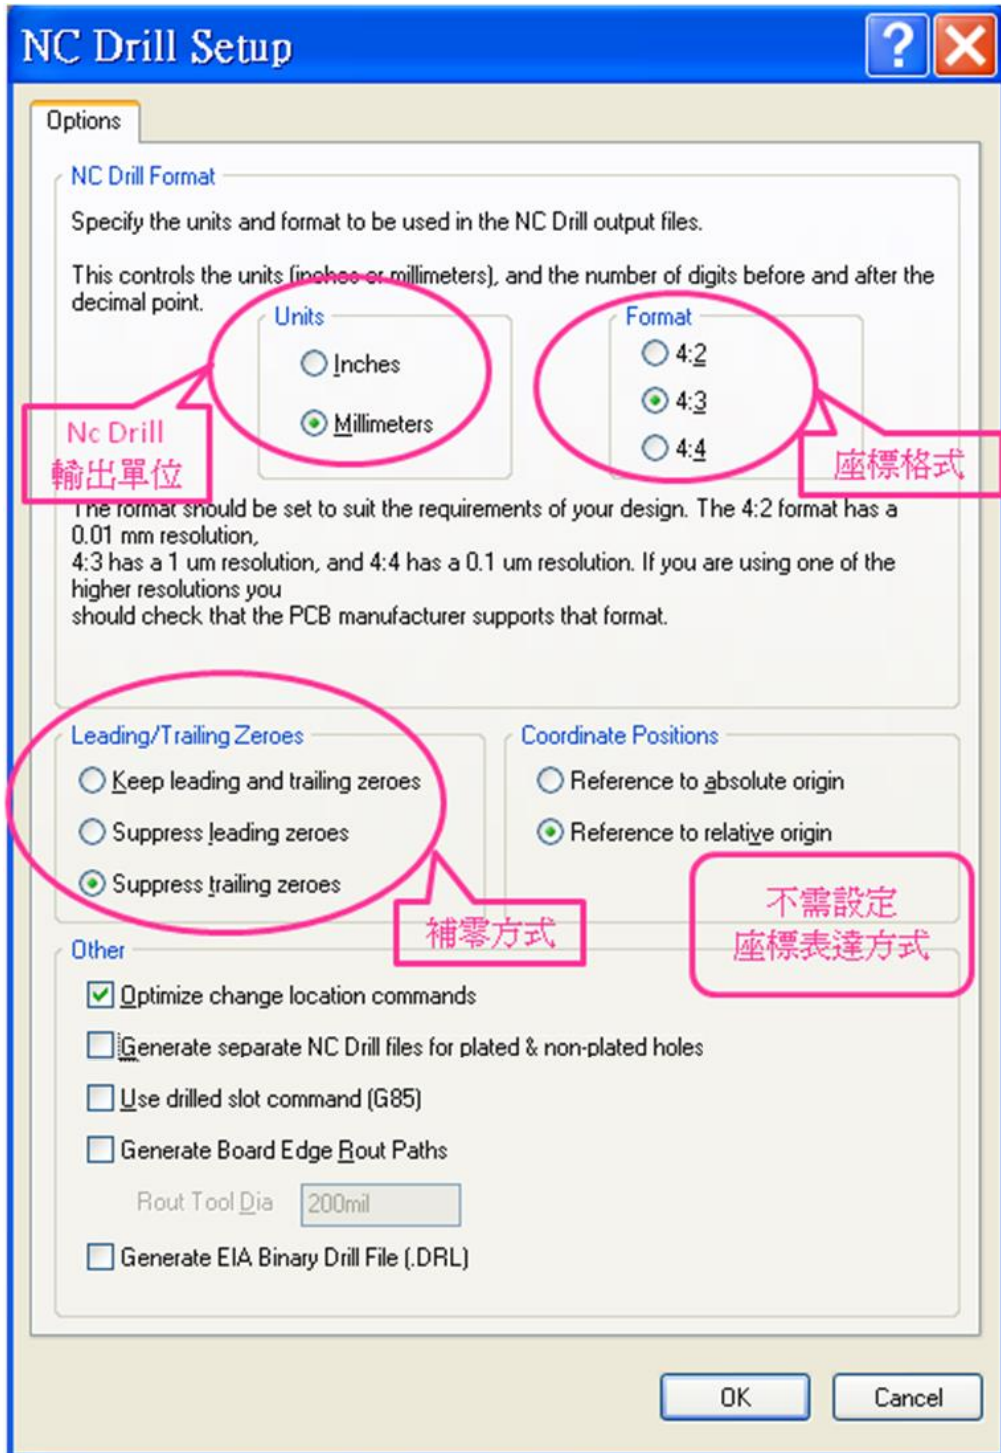 NC Drill Setup
Options
NC Drill Format
Specify the units and format to be used in the NC Drill output files.
This controls the units (inches or millimeters), and the number of digits before and after the
decimal point.
Units
Inches
Millimeters
Format
4:2
4:3
4:4
Nc Drill
輸出單位
座標格式
The format should be set to suit the requirements of your design. The 4:2 format has a
0.01 mm resolution,
4:3 has a 1 um resolution, and 4:4 has a 0.1 um resolution. If you are using one of the
higher resolutions you
should check that the PCB manufacturer supports that format.
Leading/Trailing Zeroes
Keep leading and trailing zeroes
Suppress leading zeroes
Suppress trailing zeroes
補零方式
Coordinate Positions
Reference to absolute origin
Reference to relative origin
不需設定
座標表達方式
Other
Optimize change location commands
Generate separate NC Drill files for plated & non-plated holes
Use drilled slot command (G85)
Generate Board Edge Rout Paths
Rout Tool Dia
200mil
Generate EIA Binary Drill File (.DRL)
OK
Cancel